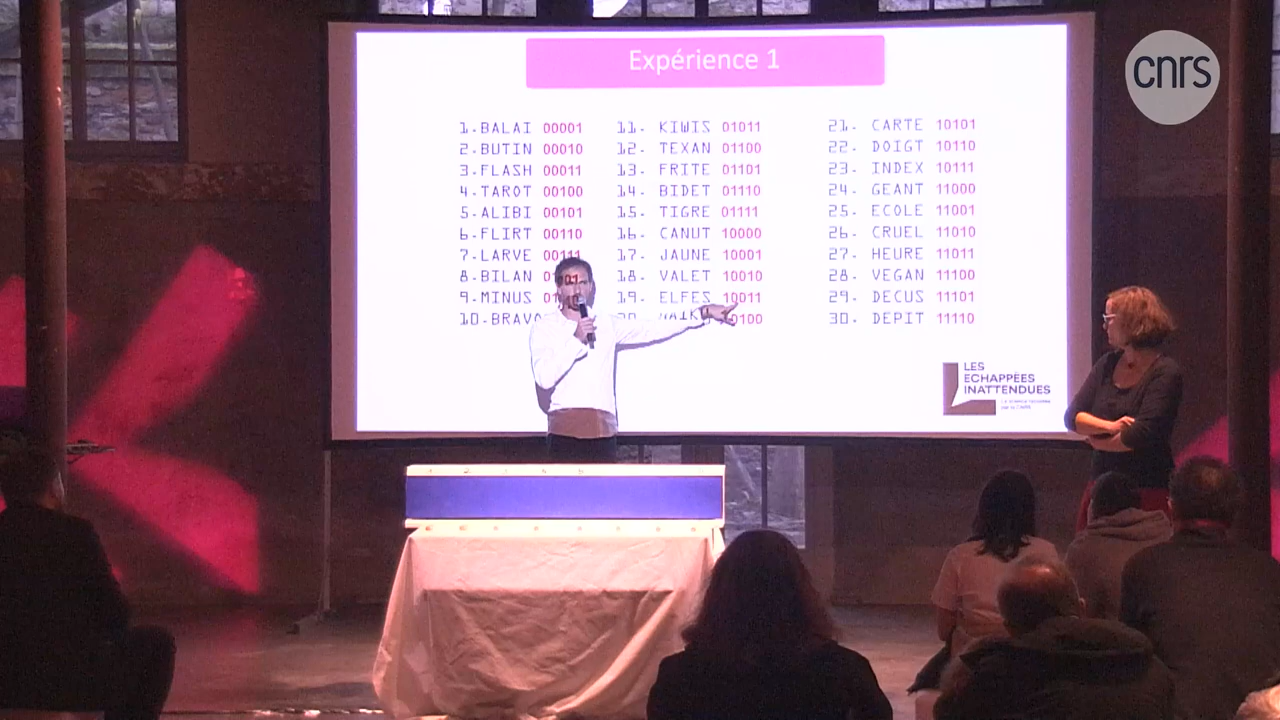 cnrs
Expérience 1
1.BALAI 00001
2.BUTIN 00010
3.FLASH 00011
4.TAROT 00100
5.ALIBI 00101
6.FLIRT 00110
7.LARVE 00111
8.BILAN
9.MINUS
10.BRAVO
11. KIWIS 01011
12. TEXAN 01100
13. FRITE 01101
14. BIDET 01110
15. TIGRE 01111
16. CANUT 10000
17. JAUNE 10001
18. VALET 10010
19. ELFES 10011
20.
21. CARTE 10101
22. DOIGT 10110
23. INDEX 10111
24. GEANT 11000
25. ECOLE 11001
26. CRUEL 11010
27. HEURE 11011
28. VEGAN 11100
29. DECUS 11101
30. DEPIT 11110
LES
ECHAPPÉES
INATTENDUES